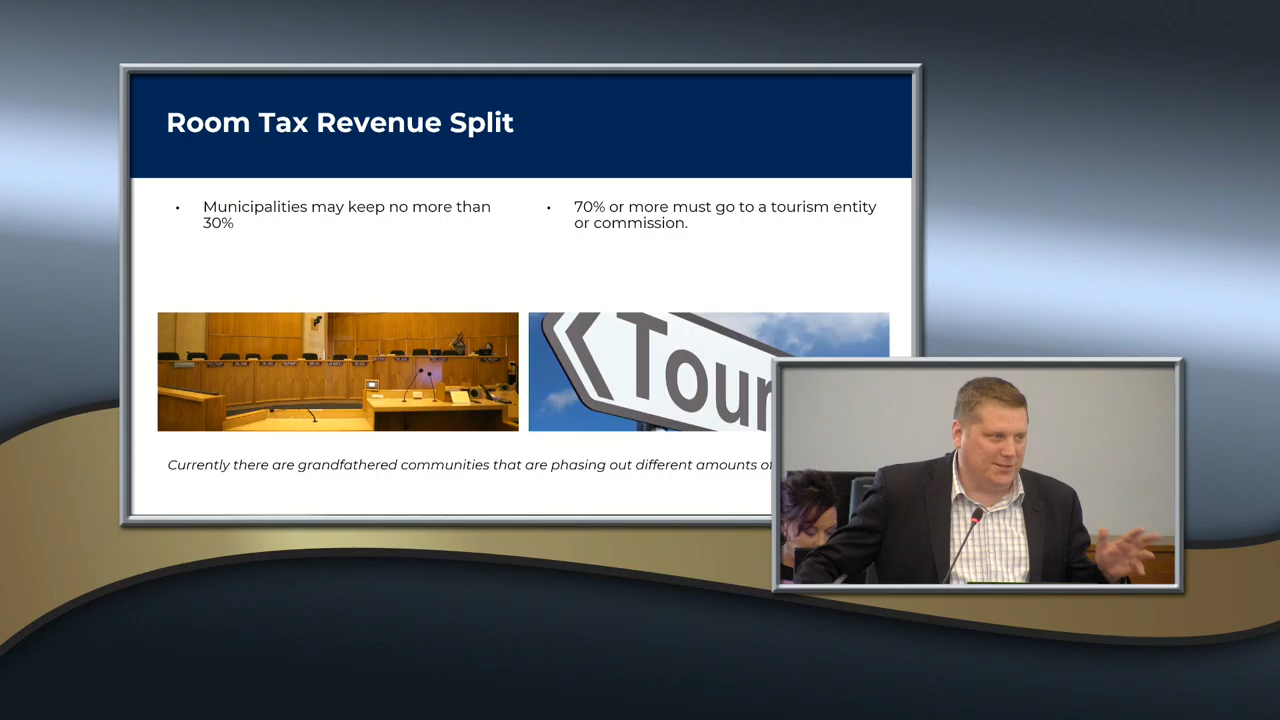 Room Tax Revenue Split
• Municipalities may keep no more than
30%
• 70% or more must go to a tourism entity
or commission.
Tour
Currently there are grandfathered communities that are phasing out different amounts of